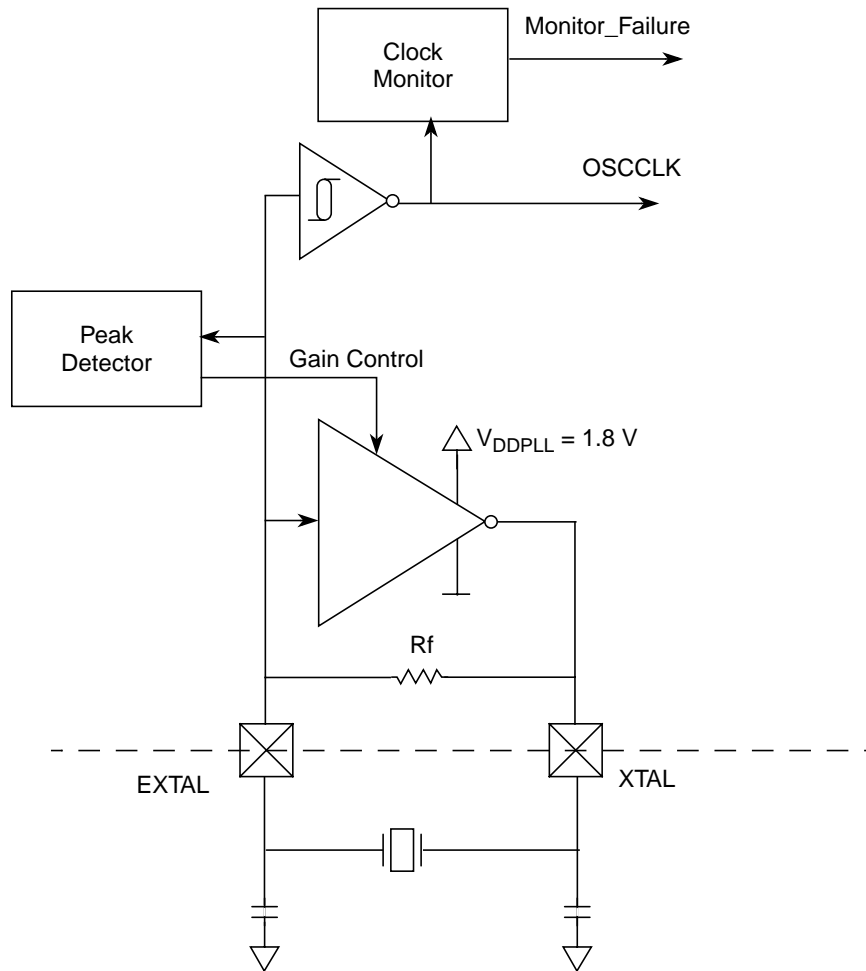 Monitor_Failure
Clock
Monitor
OSCCLK
Peak
Detector
Gain Control
VDDPLL = 1.8 V
Rf
EXTAL
XTAL